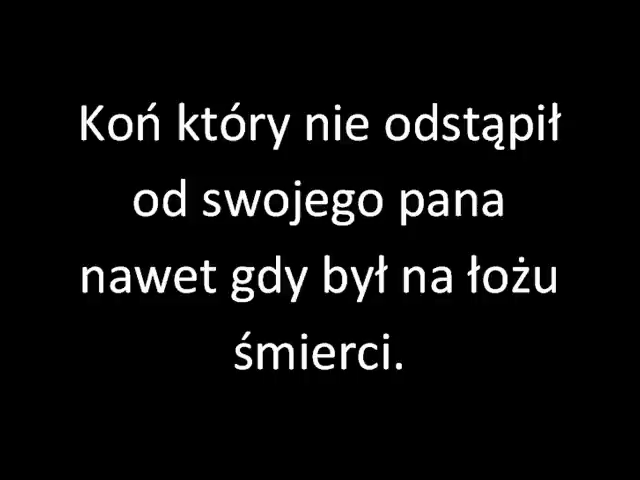 Koń który nie odstąpił
od swojego pana
nawet gdy był na łożu
śmierci.